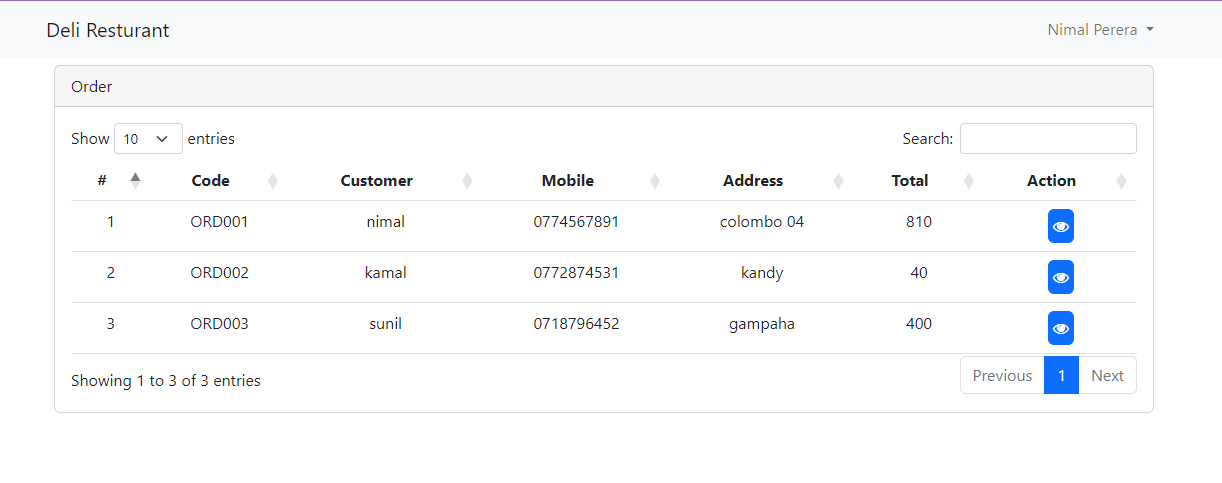 Deli Resturant Nimal Perera
Order
Show 10 entries Search:
# Code Customer Mobile Address Total Action
1 ORD001 nimal 0774567891 colombo 04 810
2 ORD002 kamal 0772874531 kandy 40
3 ORD003 sunil 0718796452 gampaha 400
Showing 1 to 3 of 3 entries Previous 1 Next